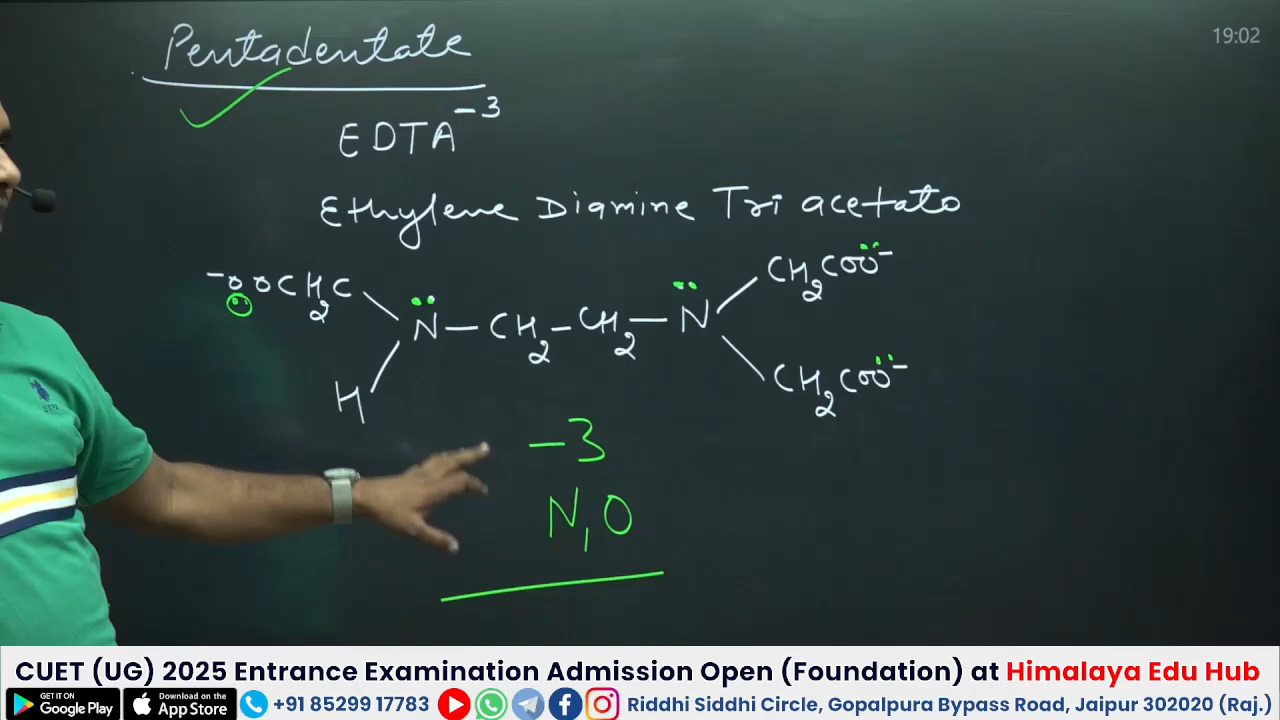 Pentadentate
19:02
EDTA⁻³
Ethylene Diamine Tri acetato
⁻OOCH₂C
N — CH₂ — CH₂ — N
CH₂COO⁻
H
CH₂COO⁻
-3
N, O
CUET (UG) 2025 Entrance Examination Admission Open (Foundation) at Himalaya Edu Hub
GET IT ON
Google Play
Download on the
App Store
+91 85299 17783
Riddhi Siddhi Circle, Gopalpura Bypass Road, Jaipur 302020 (Raj.)